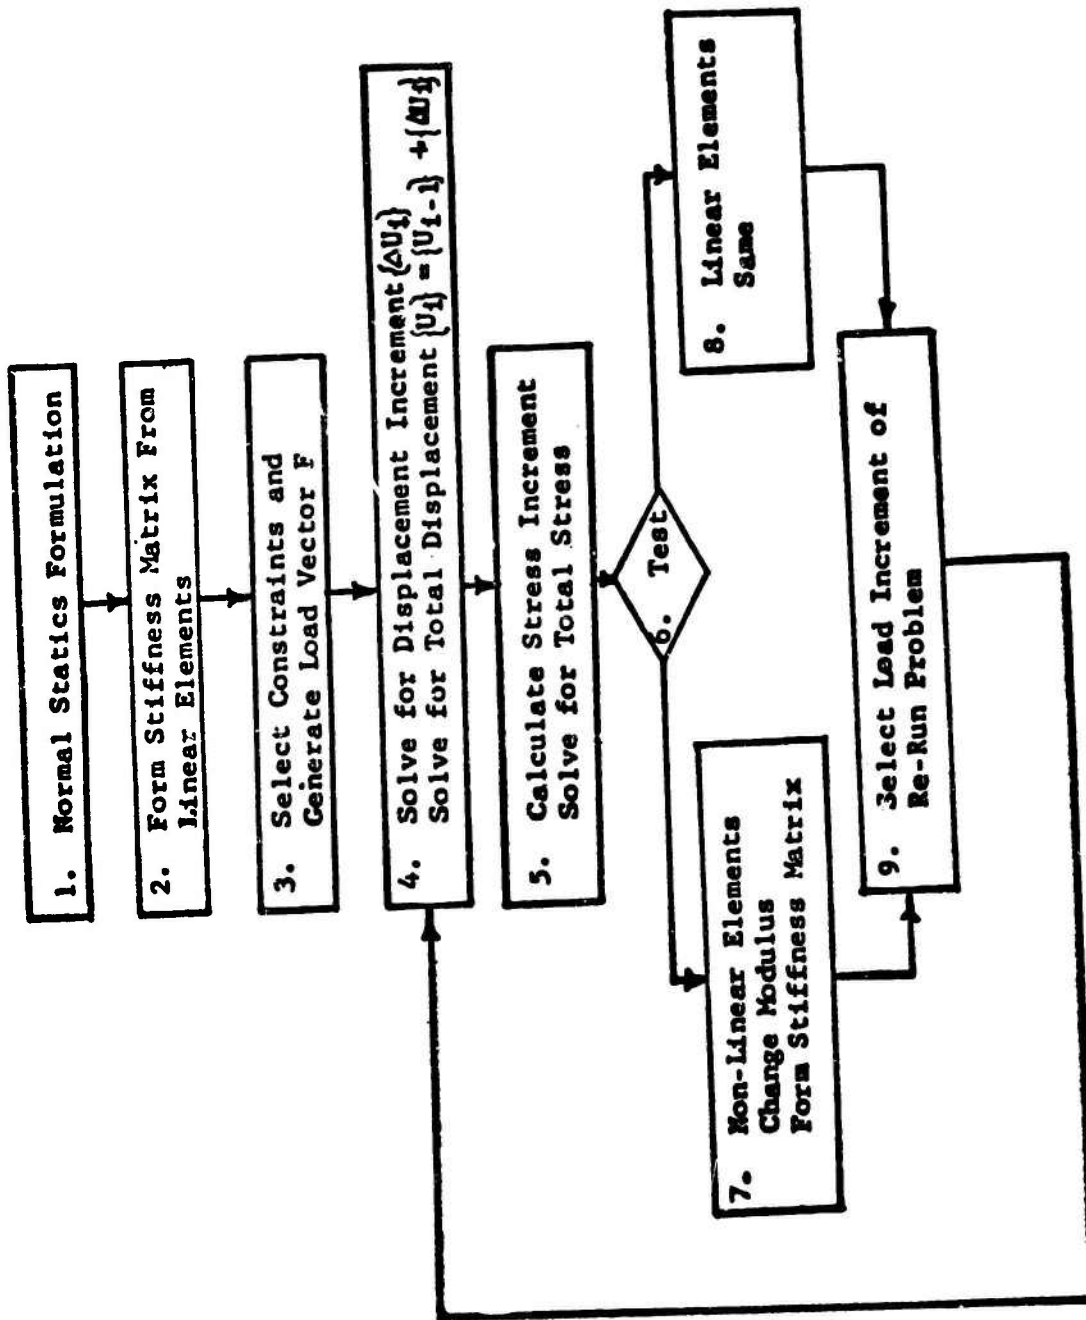 1. Normal Statics Formulation
2. Form Stiffness Matrix From
Linear Elements
3. Select Constraints and
Generate Load Vector F
4. Solve for Displacement Increment {ΔUi}
Solve for Total Displacement {Ui} = {Ui-1} + {ΔUi}
5. Calculate Stress Increment
Solve for Total Stress
6. Test
7. Non-Linear Elements
Change Modulus
Form Stiffness Matrix
8. Linear Elements
Same
9. Select Load Increment of
Re-Run Problem